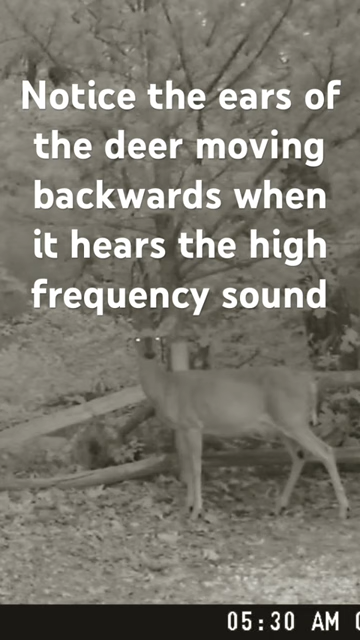 Notice the ears of
the deer moving
backwards when
it hears the high
frequency sound
05:30 AM